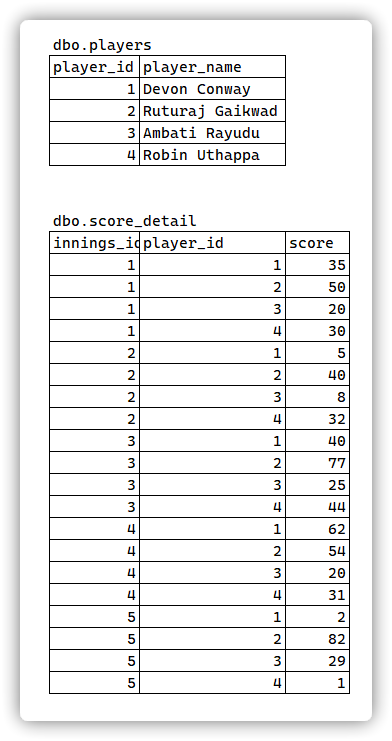 dbo.players
player_id player_name
1 Devon Conway
2 Ruturaj Gaikwad
3 Ambati Rayudu
4 Robin Uthappa
dbo.score_detail
innings_id player_id score
1 1 35
1 2 50
1 3 20
1 4 30
2 1 5
2 2 40
2 3 8
2 4 32
3 1 40
3 2 77
3 3 25
3 4 44
4 1 62
4 2 54
4 3 20
4 4 31
5 1 2
5 2 82
5 3 29
5 4 1